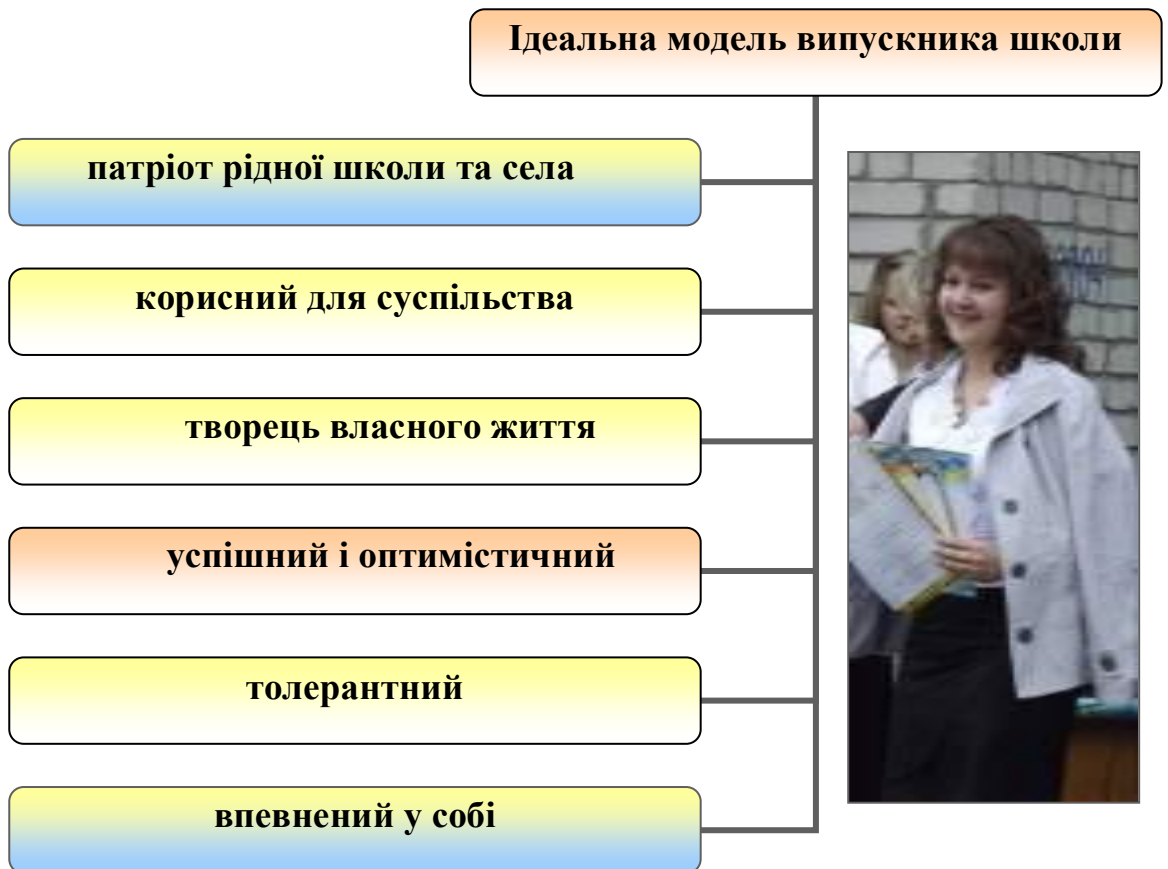 Ідеальна модель випускника школи
патріот рідної школи та села
корисний для суспільства
творець власного життя
успішний і оптимістичний
толерантний
впевнений у собі